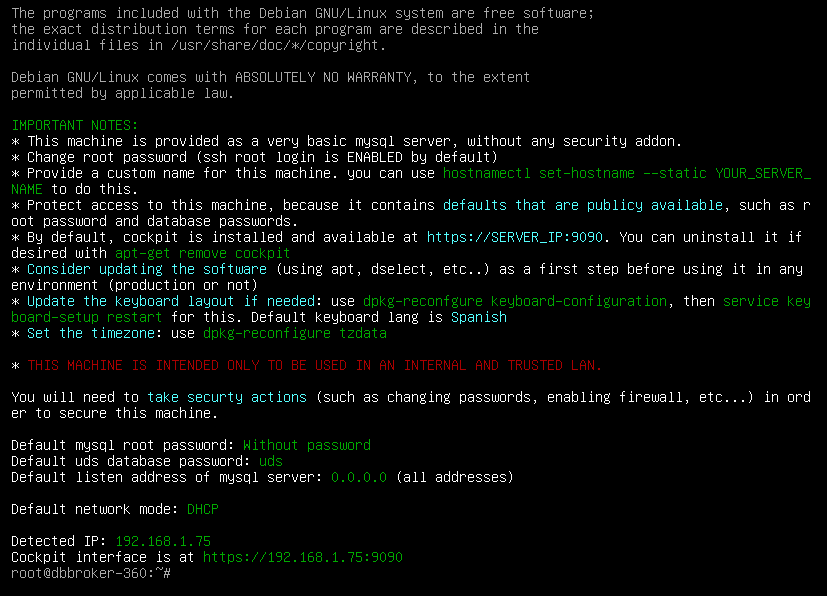 The programs included with the Debian GNU/Linux system are free software;
the exact distribution terms for each program are described in the
individual files in /usr/share/doc/*/copyright.
Debian GNU/Linux comes with ABSOLUTELY NO WARRANTY, to the extent
permitted by applicable law.
IMPORTANT NOTES:
* This machine is provided as a very basic mysql server, without any security addon.
* Change root password (ssh root login is ENABLED by default)
* Provide a custom name for this machine. you can use hostnamectl set-hostname --static YOUR_SERVER_
NAME to do this.
* Protect access to this machine, because it contains defaults that are publicy available, such as r
oot password and database passwords.
* By default, cockpit is installed and available at https://SERVER_IP:9090. You can uninstall it if
desired with apt-get remove cockpit
* Consider updating the software (using apt, dselect, etc..) as a first step before using it in any
environment (production or not)
* Update the keyboard layout if needed: use dpkg-reconfgure keyboard-configuration, then service key
board-setup restart for this. Default keyboard lang is Spanish
* Set the timezone: use dpkg-reconfigure tzdata
* THIS MACHINE IS INTENDED ONLY TO BE USED IN AN INTERNAL AND TRUSTED LAN.
You will need to take securty actions (such as changing passwords, enabling firewall, etc...) in ord
er to secure this machine.
Default mysql root password: Without password
Default uds database password: uds
Default listen address of mysql server: 0.0.0.0 (all addresses)
Default network mode: DHCP
Detected IP: 192.168.1.75
Cockpit interface is at https://192.168.1.75:9090
root@dbbroker-360:~#